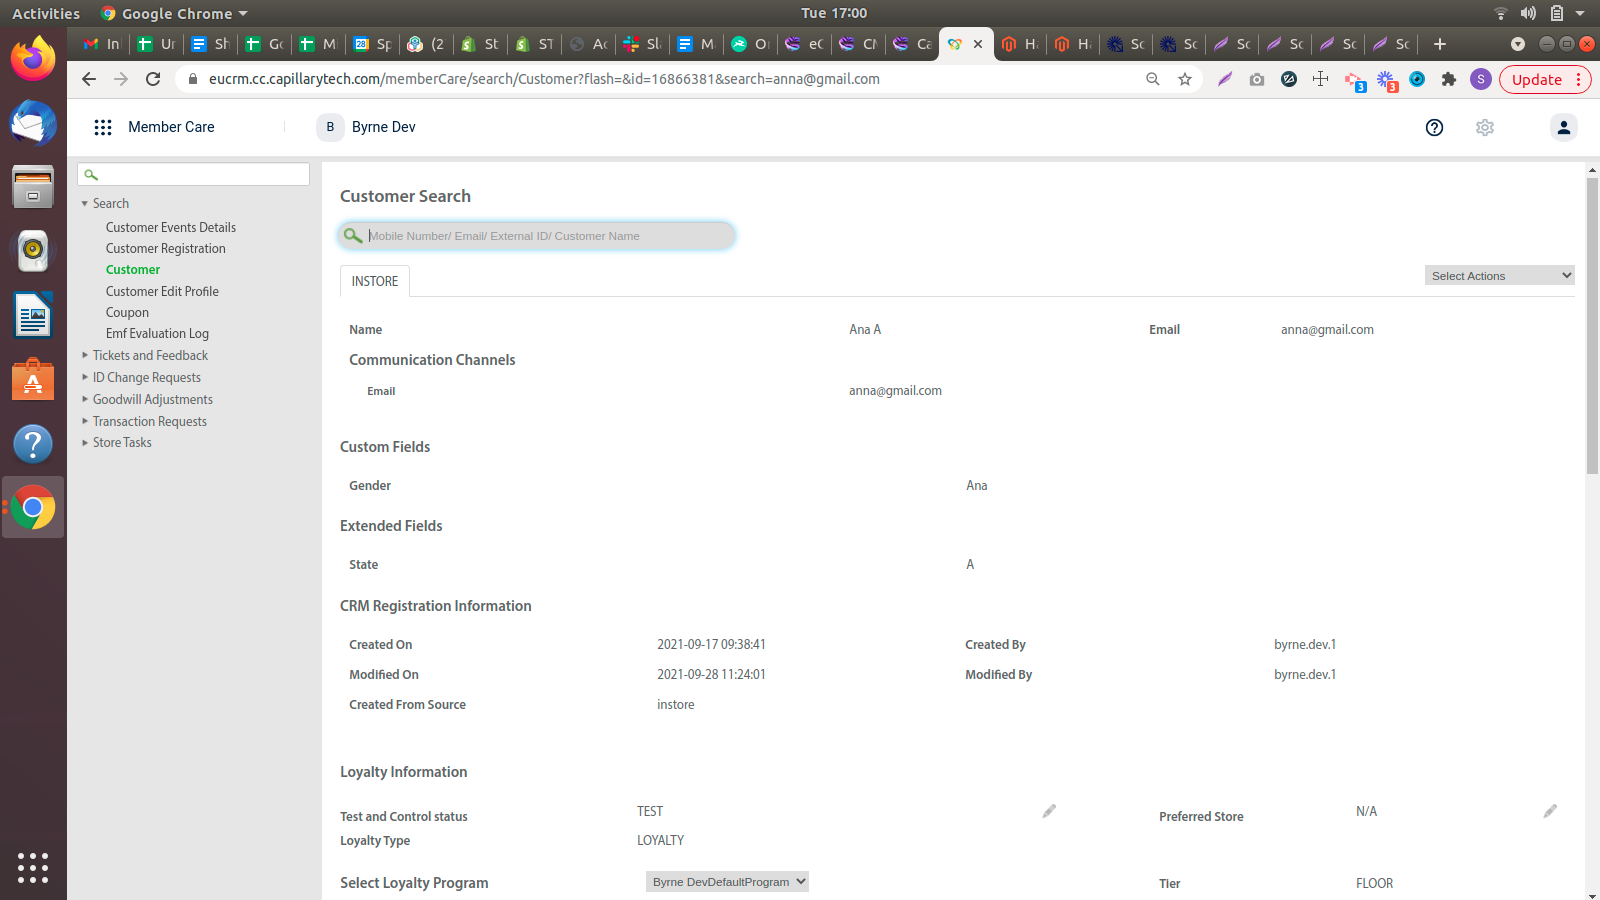 Activities Google Chrome Tue 17:00
In Ur Sh Go M Sp (2 St ST Ac Sla M O eC CM Ca Ha Ha Sc Sc Sc Sc Sc Sc
eucrm.cc.capillarytech.com/memberCare/search/Customer?flash=&id=16866381&search=anna@gmail.com 3 3 S Update
Member Care B Byrne Dev
Search
Customer Events Details
Customer Registration
Customer
Customer Edit Profile
Coupon
Emf Evaluation Log
Tickets and Feedback
ID Change Requests
Goodwill Adjustments
Transaction Requests
Store Tasks
Customer Search
Mobile Number/ Email/ External ID/ Customer Name
INSTORE Select Actions
Name Ana A Email anna@gmail.com
Communication Channels
Email anna@gmail.com
Custom Fields
Gender Ana
Extended Fields
State A
CRM Registration Information
Created On 2021-09-17 09:38:41 Created By byrne.dev.1
Modified On 2021-09-28 11:24:01 Modified By byrne.dev.1
Created From Source instore
Loyalty Information
Test and Control status TEST Preferred Store N/A
Loyalty Type LOYALTY
Select Loyalty Program Byrne DevDefaultProgram Tier FLOOR